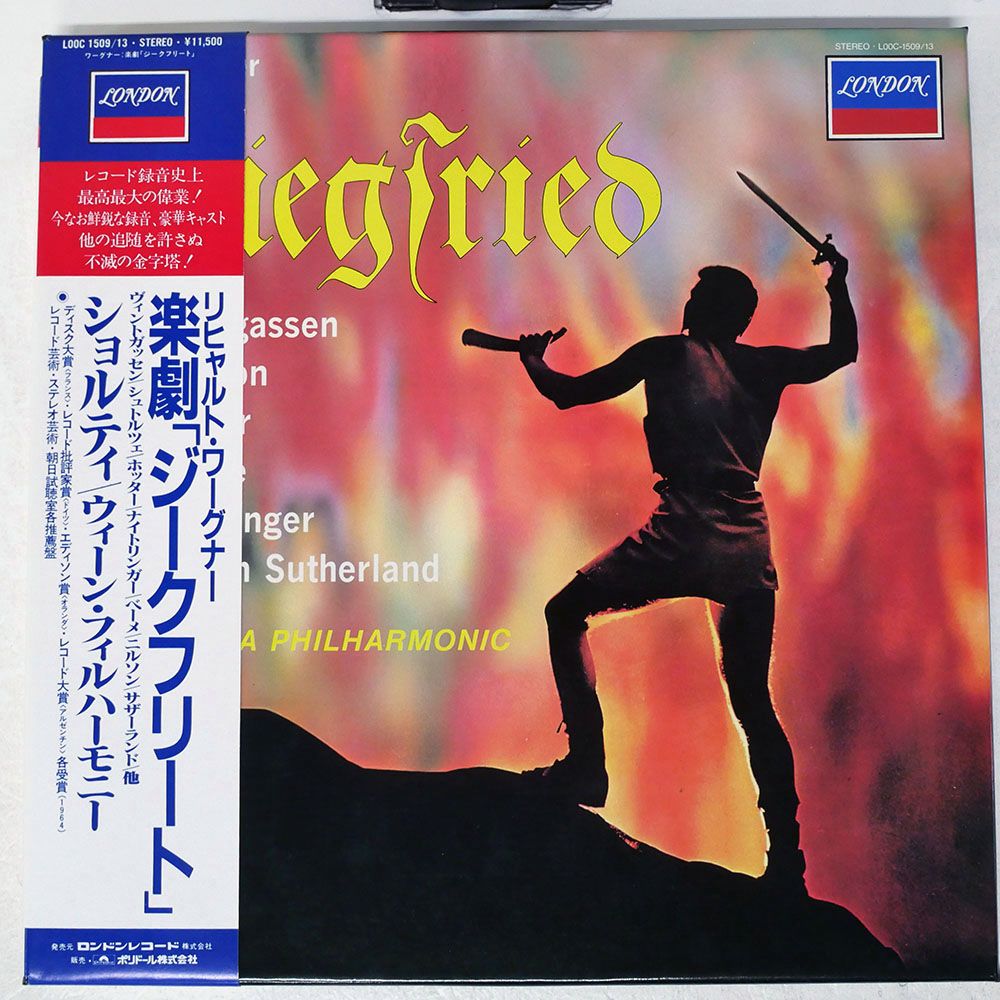 L00C 1509/13・STEREO・¥11,500
ワーグナー：楽劇「ジークフリート」
LONDON
レコード録音史上
最高最大の偉業！
今なお鮮鋭な録音、豪華キャスト
他の追随を許さぬ
不滅の金字塔！
リヒャルト・ワーグナー
楽劇「ジークフリート」
ヴィントガッセン/シュトルツェ/ホッター/ナイトリンガー/ベーメ/ニルソン/サザーランド/他
ショルティ/ウィーン・フィルハーモニー
●ディスク大賞(フランス)・レコード批評家賞(ドイツ)・エディソン賞(オランダ)・レコード大賞(アルゼンチン)各受賞(1964)
レコード芸術・ステレオ芸術・朝日試聴室各推薦盤
発売元 ロンドンレコード 株式会社
販売・ polydor ポリドール株式会社
STEREO・L00C-1509/13
LONDON
r
iegfried
gassen
on
r
e
nger
n Sutherland
A PHILHARMONIC